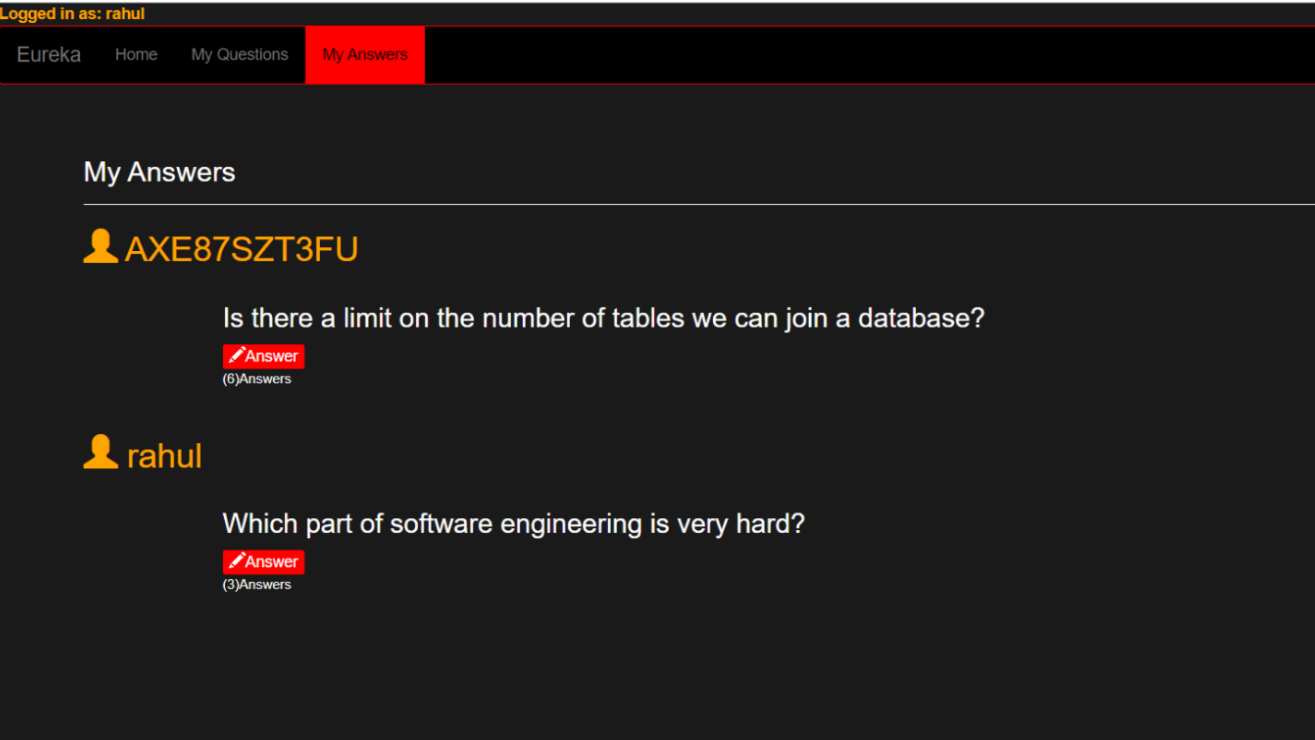 Logged in as: rahul
Eureka Home My Questions My Answers
My Answers
AXE87SZT3FU
Is there a limit on the number of tables we can join a database?
Answer
(6)Answers
rahul
Which part of software engineering is very hard?
Answer
(3)Answers